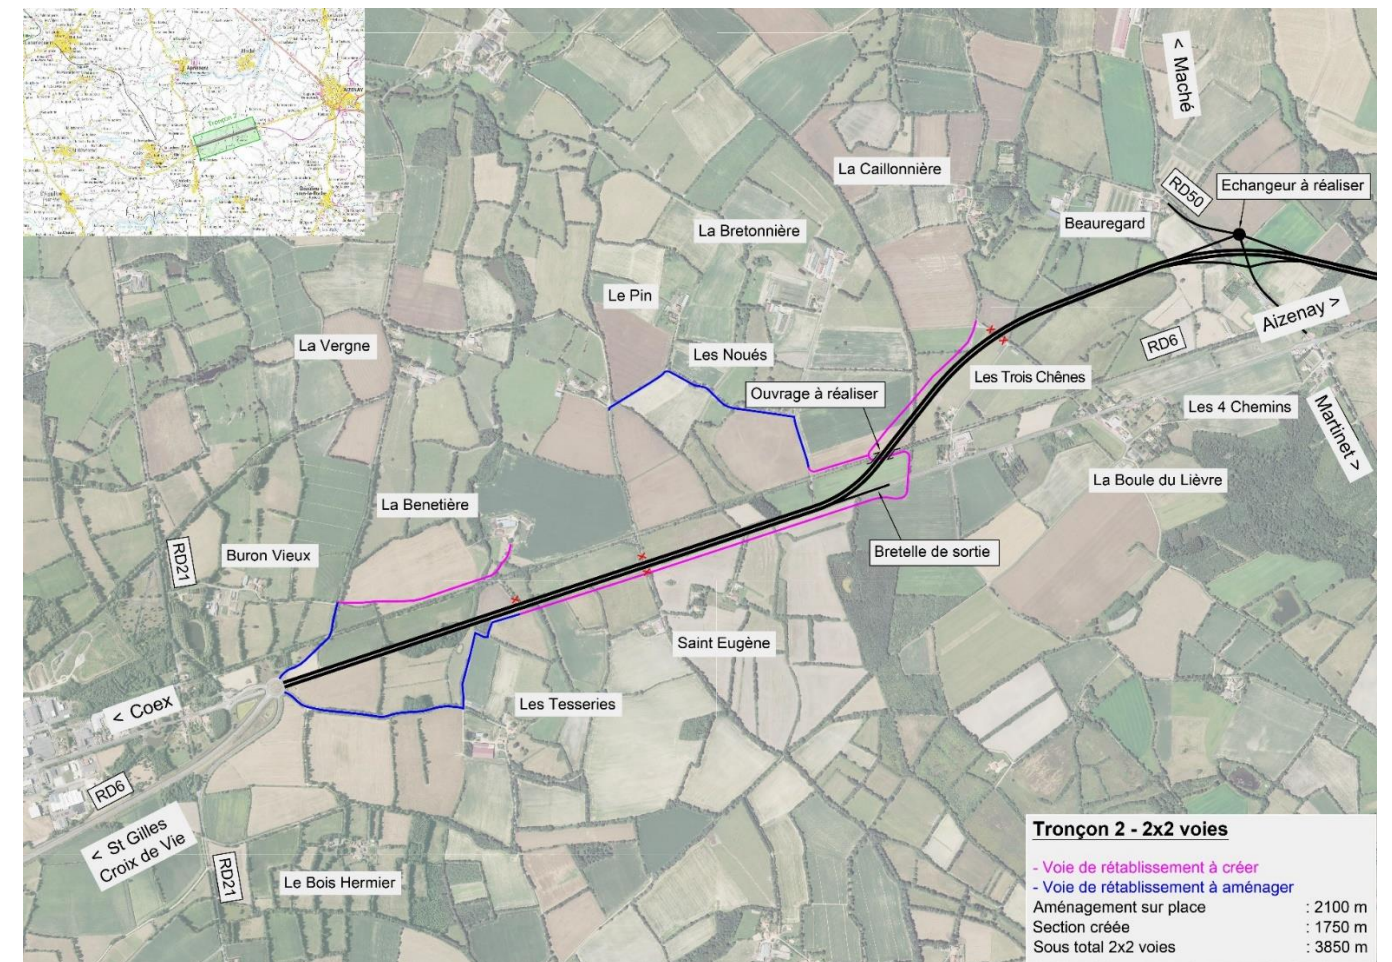 Tronçon 2
AIZENAY
< Maché
La Caillonnière
RD50
Echangeur à réaliser
Beauregard
La Bretonnière
Le Pin
Aizenay >
La Vergne
RD6
Les Noués
Les Trois Chênes
Ouvrage à réaliser
Les 4 Chemins
Martinet >
La Boule du Lièvre
La Benetière
Bretelle de sortie
RD21
Buron Vieux
Saint Eugène
< Coex
Les Tesseries
RD6
< St Gilles
Croix de Vie
RD21
Le Bois Hermier
Tronçon 2 - 2x2 voies
- Voie de rétablissement à créer
- Voie de rétablissement à aménager
Aménagement sur place : 2100 m
Section créée : 1750 m
Sous total 2x2 voies : 3850 m